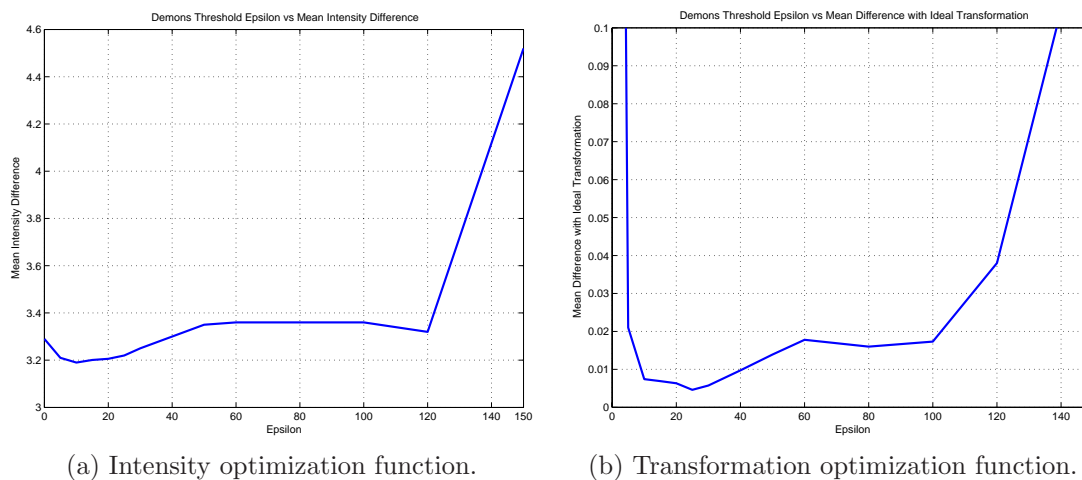 Demons Threshold Epsilon vs Mean Intensity Difference
4.6
4.4
4.2
4
3.8
3.6
3.4
3.2
3
Mean Intensity Difference
0 20 40 60 80 100 120 140 150
Epsilon
(a) Intensity optimization function.
Demons Threshold Epsilon vs Mean Difference with Ideal Transformation
0.1
0.09
0.08
0.07
0.06
0.05
0.04
0.03
0.02
0.01
0
Mean Difference with Ideal Transformation
0 20 40 60 80 100 120 140
Epsilon
(b) Transformation optimization function.